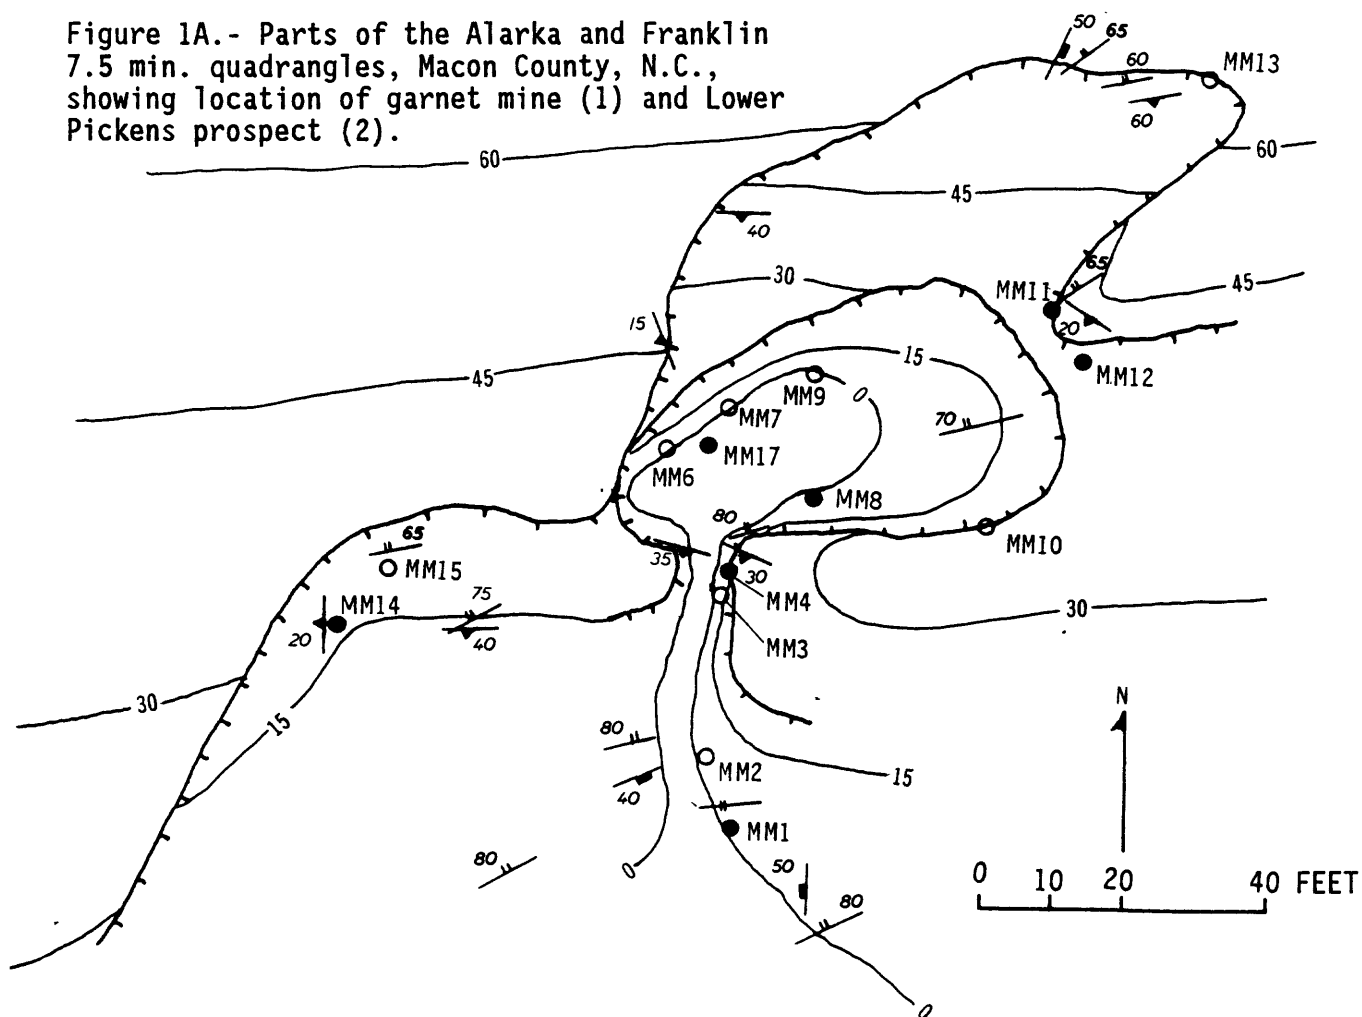 Figure 1A.- Parts of the Alarka and Franklin
7.5 min. quadrangles, Macon County, N.C.,
showing location of garnet mine (1) and Lower
Pickens prospect (2).
50
65
60
MM13
60
60
60
45
40
30
65
45
MM11
20
15
MM12
45
15
MM9
0
MM7
70
MM17
MM6
MM8
80
MM10
65
35
MM15
30
MM4
30
75
MM14
20
40
MM3
30
15
N
80
MM2
15
40
MM1
80
0
50
80
0 10 20 40 FEET
0